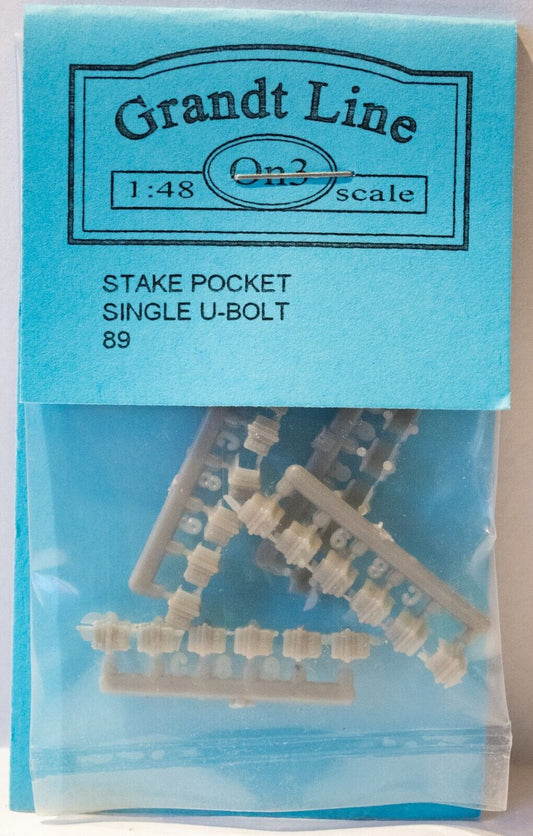 Grandt Line
On3
1:48 scale
STAKE POCKET
SINGLE U-BOLT
89